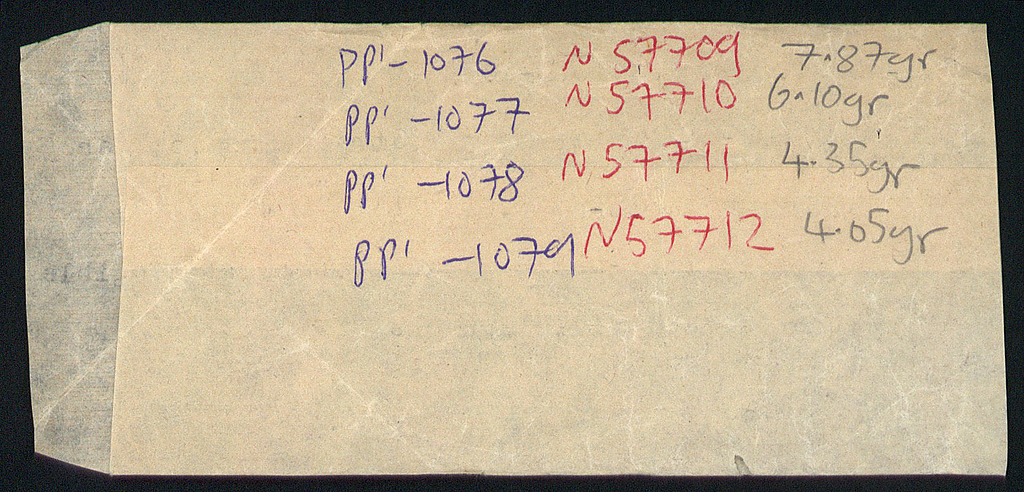 PP'-1076 N 57709 7.87gr
PP' -1077 N 57710 6.10gr
PP' -1078 N 57711 4.35gr
PP' -1079 N57712 4.05gr